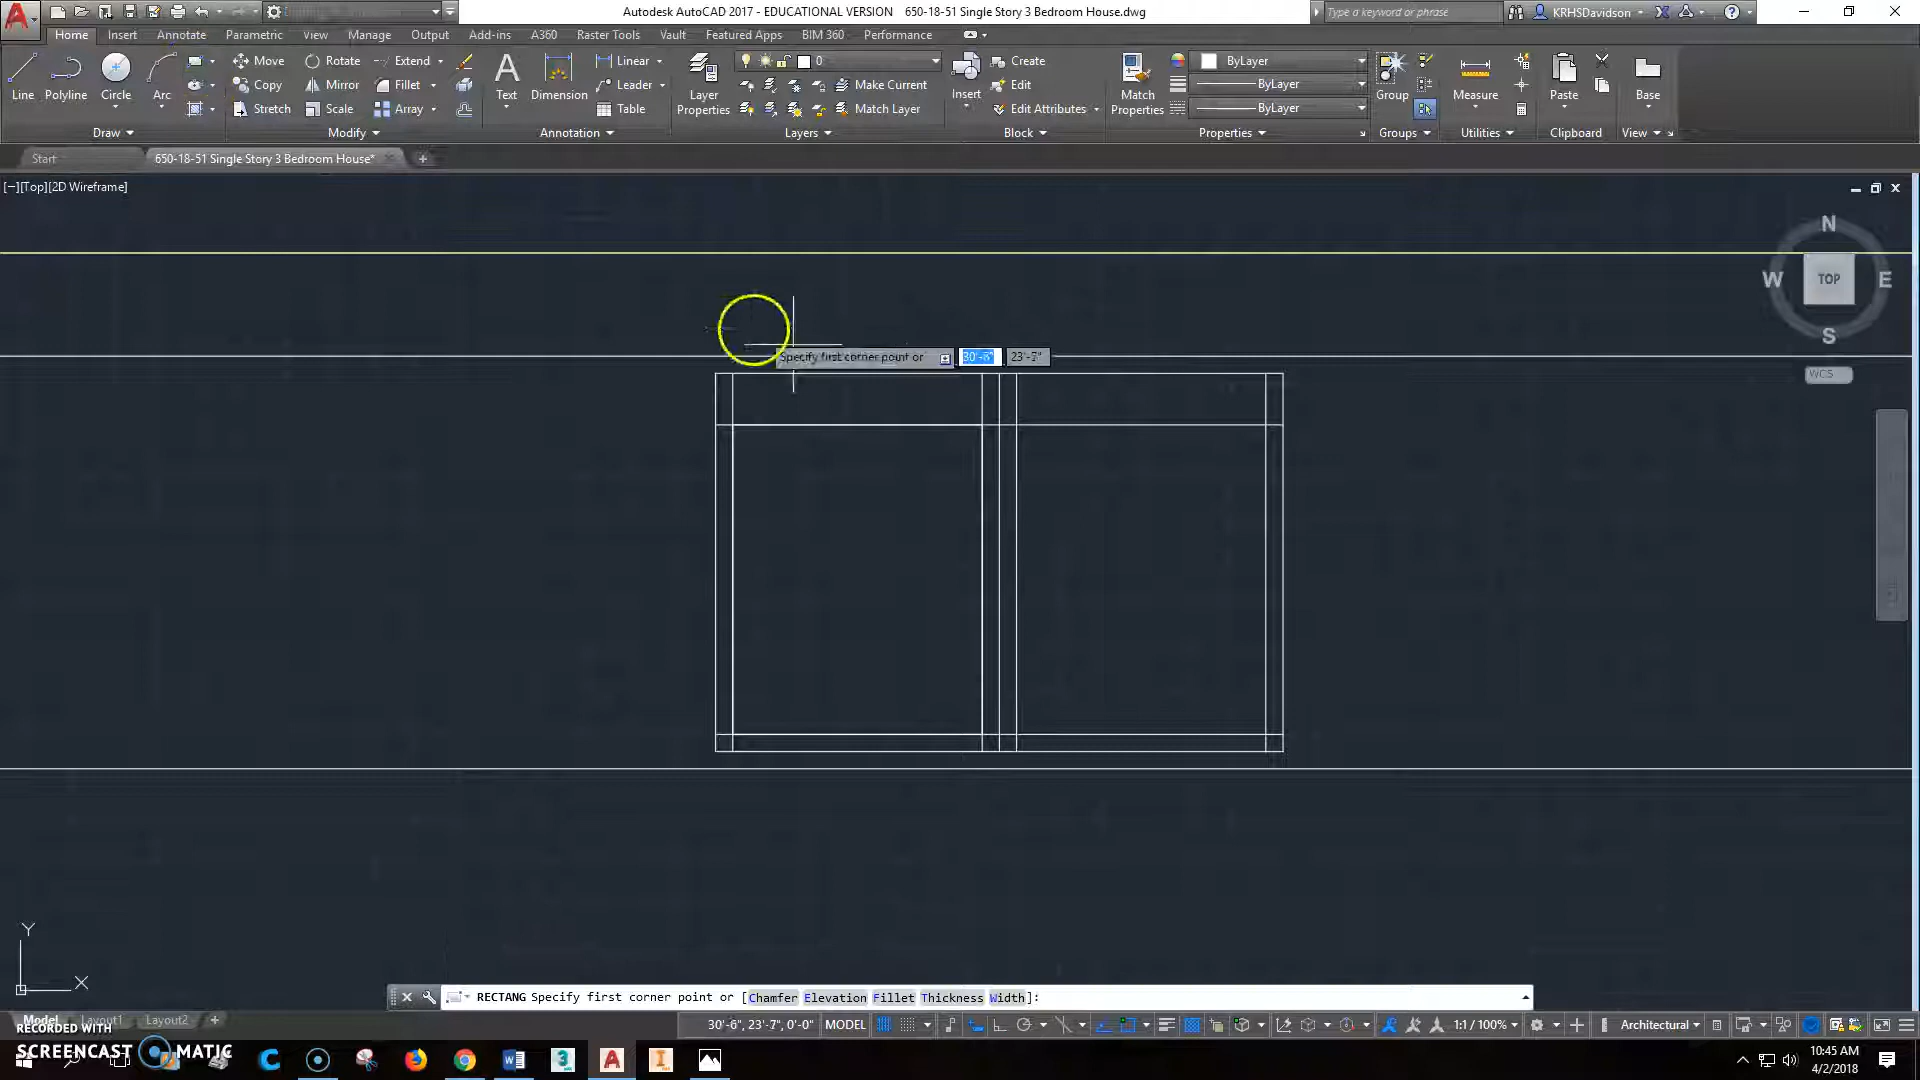 Autodesk AutoCAD 2017 - EDUCATIONAL VERSION 650-18-51 Single Story 3 Bedroom House.dwg
Type a keyword or phrase
KRHSDavidson
Home Insert Annotate Parametric View Manage Output Add-ins A360 Raster Tools Vault Featured Apps BIM 360 Performance
Line Polyline Circle Arc
Move Rotate Extend
Copy Mirror Fillet
Stretch Scale Array
Text Dimension
Linear
Leader
Table
Layer Properties
0
Make Current
Match Layer
Insert
Create
Edit
Edit Attributes
Match Properties
ByLayer
ByLayer
ByLayer
Group Measure Paste Base
Draw Modify Annotation Layers Block Properties Groups Utilities Clipboard View
Start 650-18-51 Single Story 3 Bedroom House*
[−][Top][2D Wireframe]
N
W TOP E
S
WCS
Specify first corner point or 30'-6" 23'-7"
Y
X
RECTANG Specify first corner point or [Chamfer Elevation Fillet Thickness Width]:
Model Layout1 Layout2 +
30'-6", 23'-7", 0'-0" MODEL 1:1 / 100% Architectural
RECORDED WITH
SCREENCAST MATIC
10:45 AM
4/2/2018